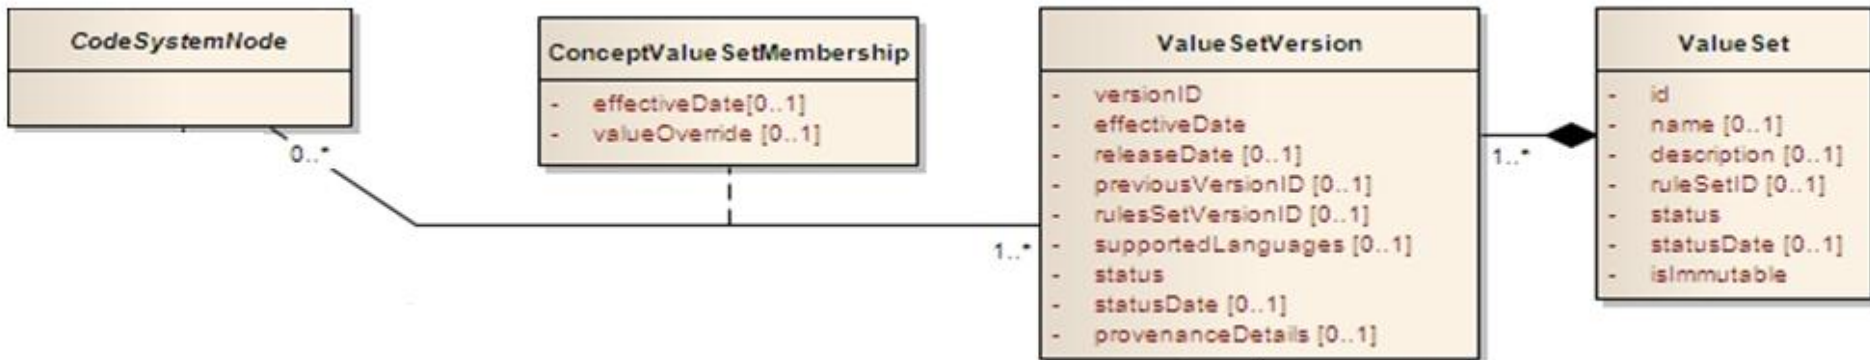 CodeSystemNode
0..*
ConceptValueSetMembership
- effectiveDate[0..1]
- valueOverride [0..1]
1..*
ValueSetVersion
- versionID
- effectiveDate
- releaseDate [0..1]
- previousVersionID [0..1]
- rulesSetVersionID [0..1]
- supportedLanguages [0..1]
- status
- statusDate [0..1]
- provenanceDetails [0..1]
1..*
ValueSet
- id
- name [0..1]
- description [0..1]
- ruleSetID [0..1]
- status
- statusDate [0..1]
- isImmutable